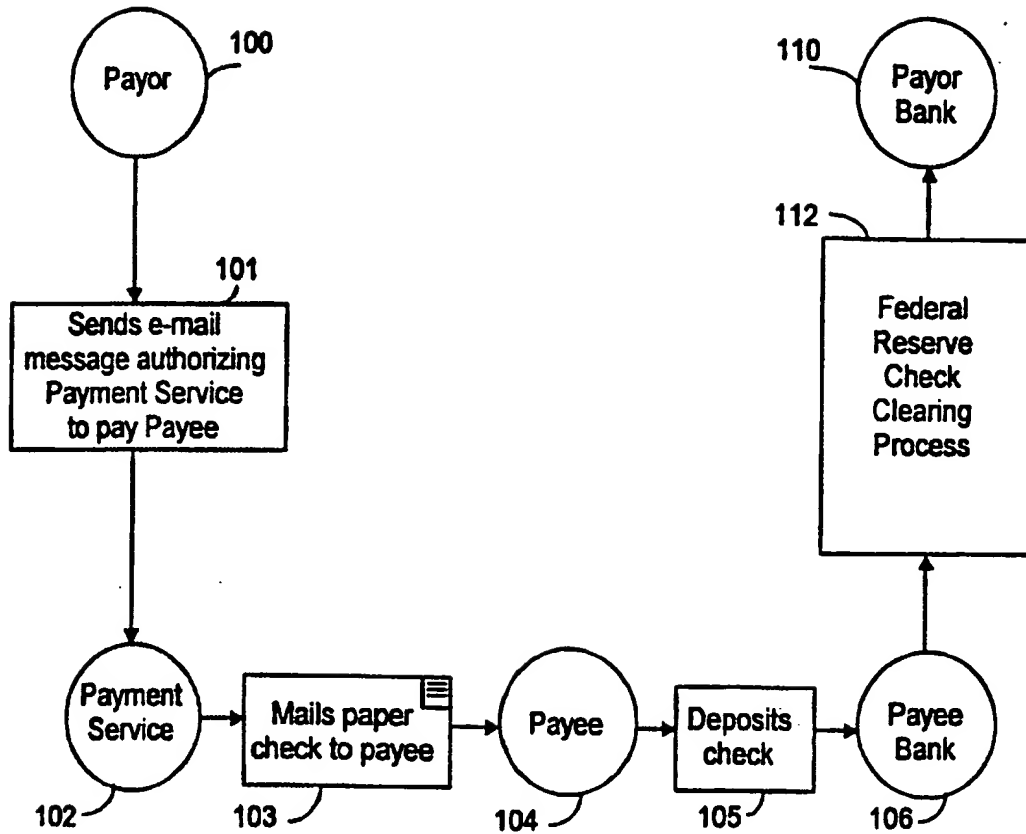 100
Payor
110
Payor
Bank
112
101
Sends e-mail
message authorizing
Payment Service
to pay Payee
Federal
Reserve
Check
Clearing
Process
Payment
Service
Mails paper
check to payee
Payee
Deposits
check
Payee
Bank
102
103
104
105
106